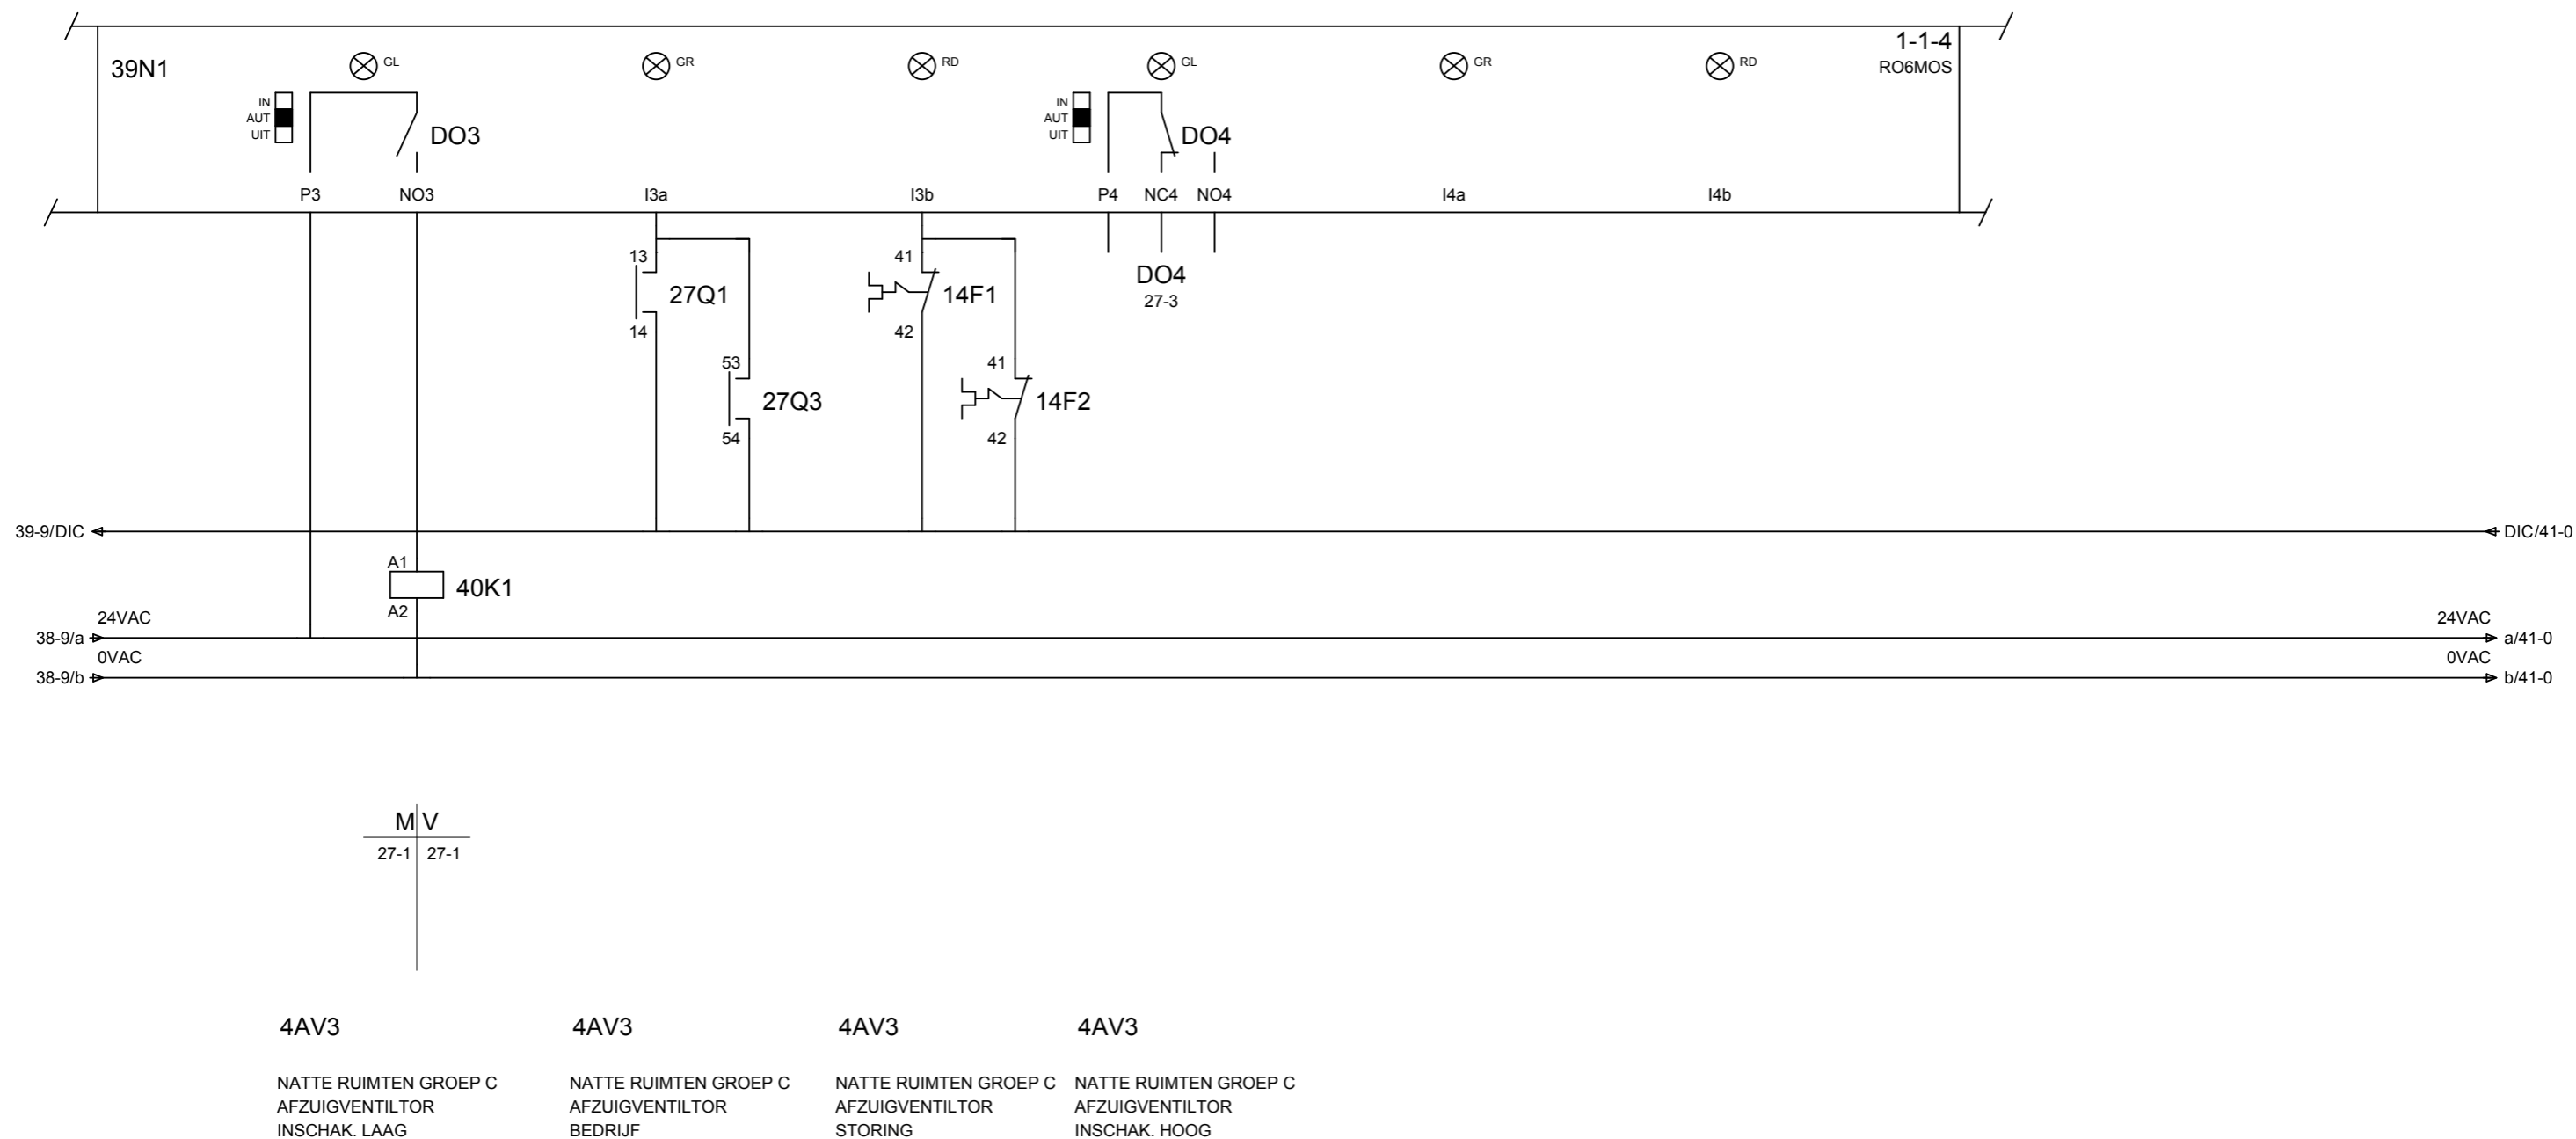 1-1-4
39N1
GL
GR
RD
GL
GR
RD
RO6MOS
IN
AUT
UIT
DO3
IN
AUT
UIT
DO4
P3
NO3
I3a
I3b
P4
NC4
NO4
I4a
I4b
13
27Q1
14
41
14F1
42
DO4
27-3
53
27Q3
54
41
14F2
42
39-9/DIC
DIC/41-0
A1
40K1
A2
24VAC
24VAC
38-9/a
a/41-0
0VAC
0VAC
38-9/b
b/41-0
M V
27-1 27-1
4AV3
4AV3
4AV3
4AV3
NATTE RUIMTEN GROEP C
AFZUIGVENTILTOR
INSCHAK. LAAG
NATTE RUIMTEN GROEP C
AFZUIGVENTILTOR
BEDRIJF
NATTE RUIMTEN GROEP C
AFZUIGVENTILTOR
STORING
NATTE RUIMTEN GROEP C
AFZUIGVENTILTOR
INSCHAK. HOOG